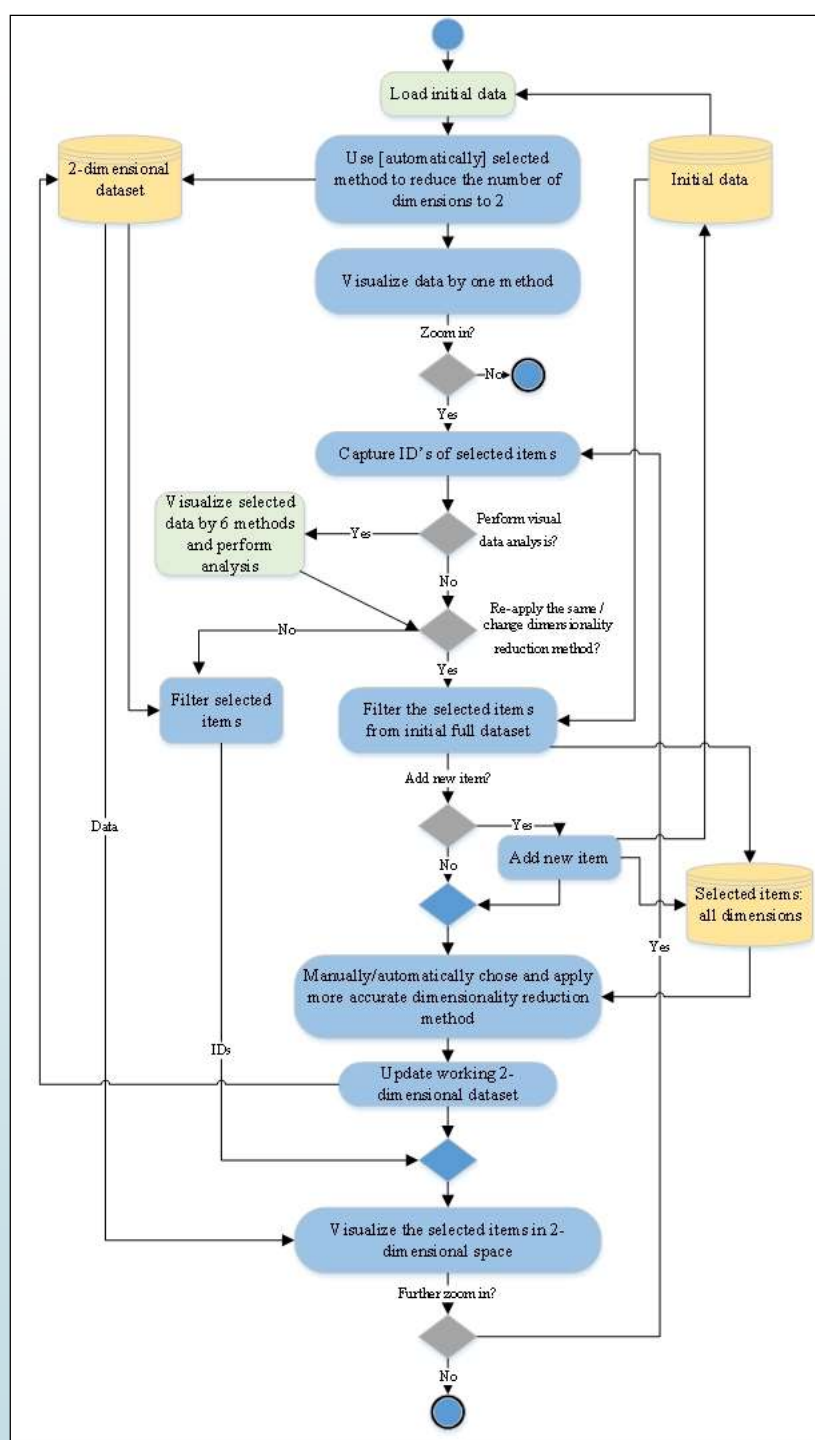 Load initial data
2-dimensional
dataset
Use [automatically] selected
method to reduce the number of
dimensions to 2
Initial data
Visualize data by one method
Zoom in?
No
Yes
Capture ID's of selected items
Visualize selected
data by 6 methods
and perform
analysis
Yes
Perform visual
data analysis?
No
Re-apply the same /
change dimensionality
reduction method?
No
Yes
Filter selected
items
Filter the selected items
from initial full dataset
Add new item?
Data
Yes
No
Add new item
Selected items:
all dimensions
Yes
Manually/automatically chose and apply
more accurate dimensionality reduction
method
IDs
Update working 2-
dimensional dataset
Visualize the selected items in 2-
dimensional space
Further zoom in?
No